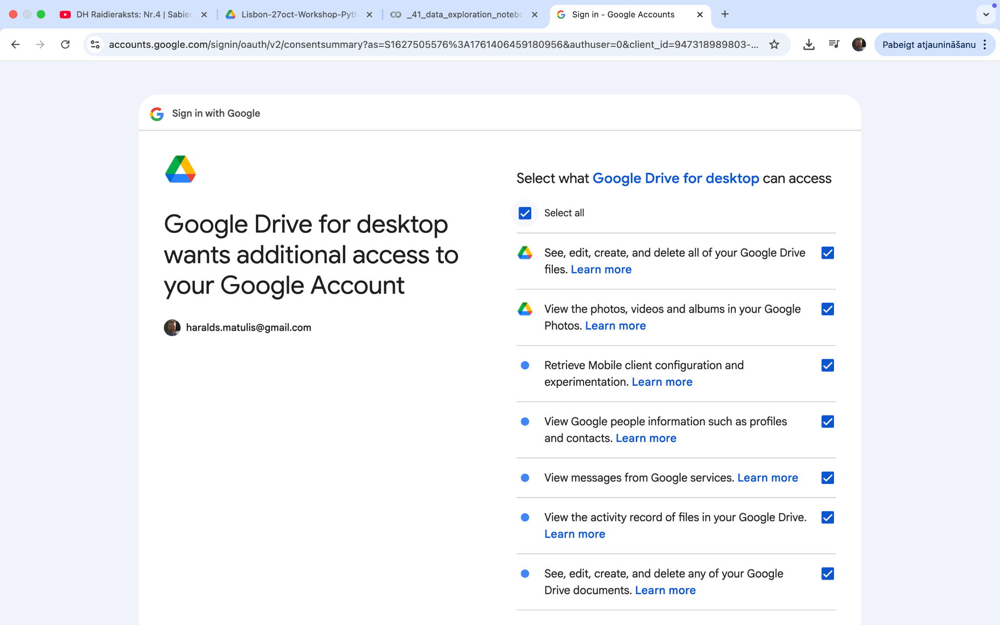 DH Raidieraksts: Nr.4 | Sabied
Lisbon-27oct-Workshop-Pyth
_41_data_exploration_notebo
Sign in - Google Accounts
accounts.google.com/signin/oauth/v2/consentsummary?as=S1627505576%3A1761406459180956&authuser=0&client_id=947318989803-...
Pabeigt atjaunināšanu
Sign in with Google
Google Drive for desktop
wants additional access to
your Google Account
haralds.matulis@gmail.com
Select what Google Drive for desktop can access
Select all
See, edit, create, and delete all of your Google Drive
files. Learn more
View the photos, videos and albums in your Google
Photos. Learn more
Retrieve Mobile client configuration and
experimentation. Learn more
View Google people information such as profiles
and contacts. Learn more
View messages from Google services. Learn more
View the activity record of files in your Google Drive.
Learn more
See, edit, create, and delete any of your Google
Drive documents. Learn more